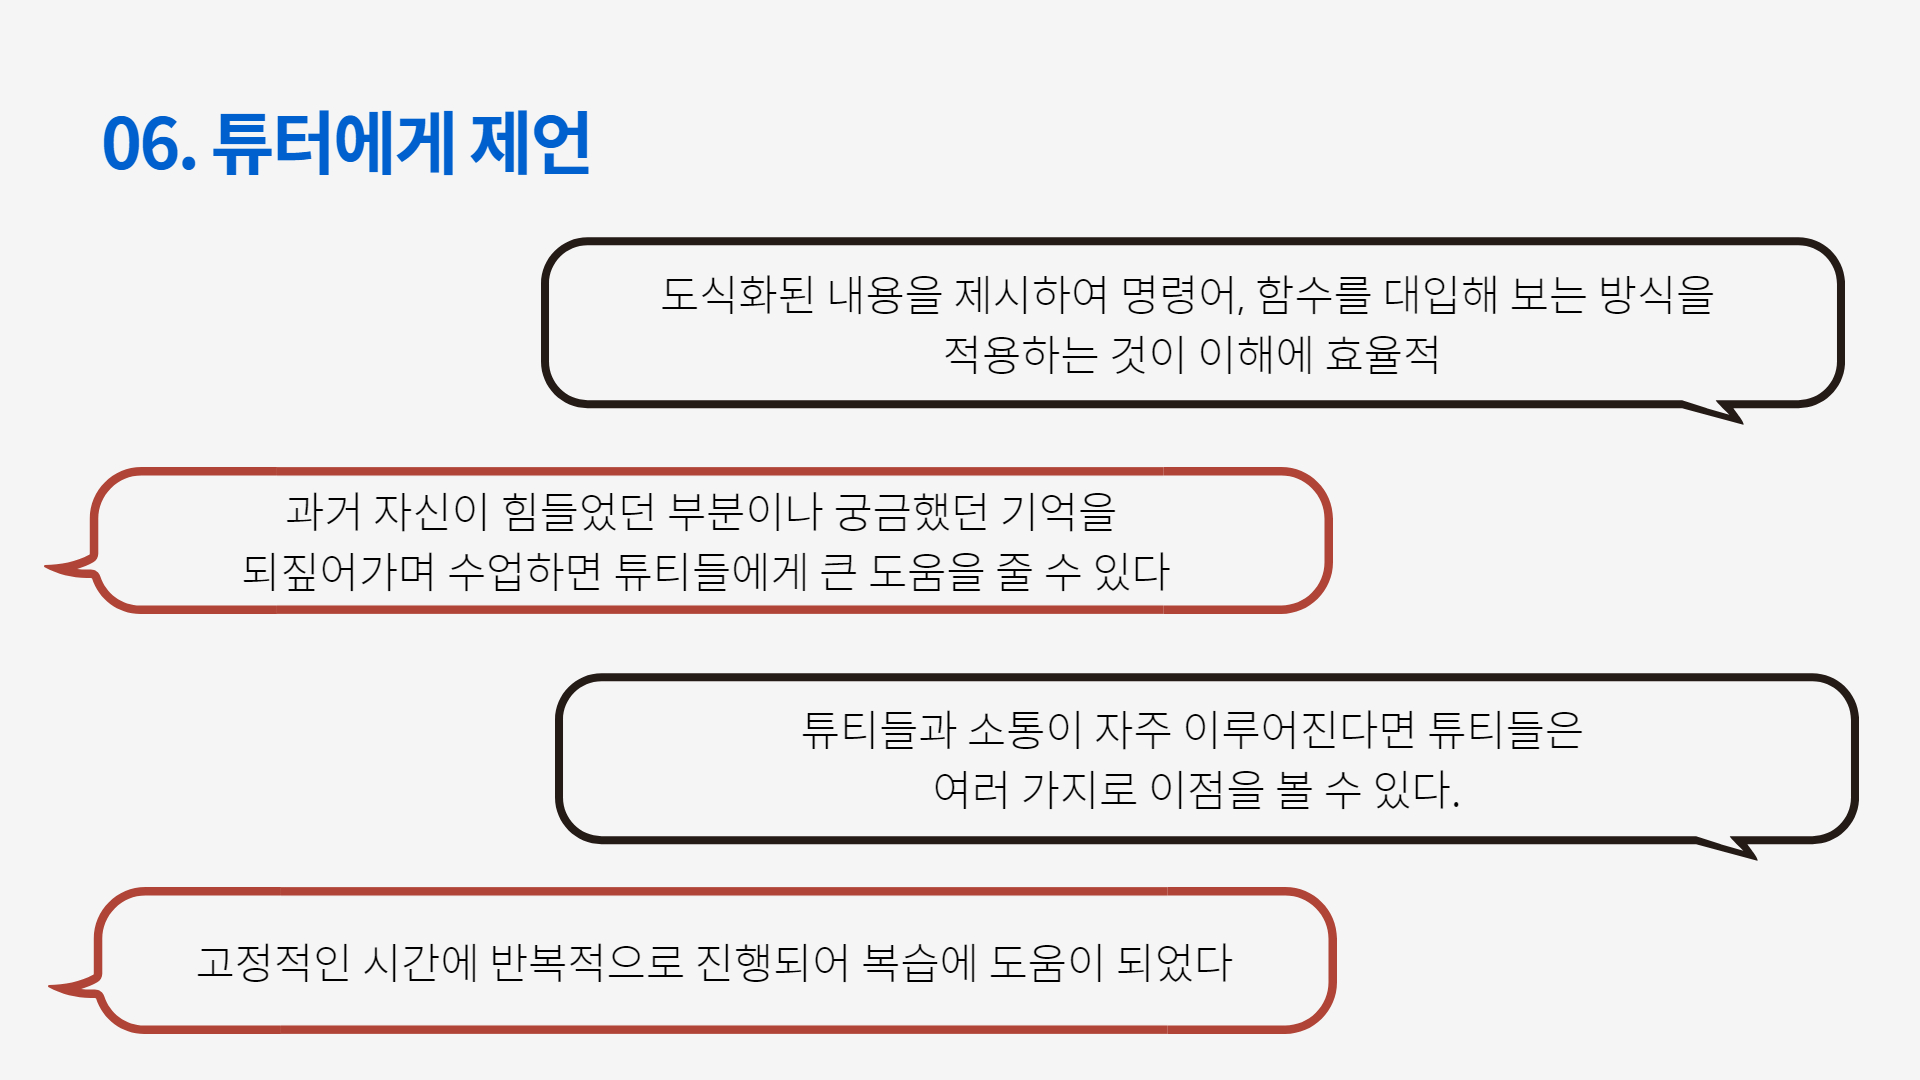 06. 튜터에게 제언
도식화된 내용을 제시하여 명령어, 함수를 대입해 보는 방식을
적용하는 것이 이해에 효율적
과거 자신이 힘들었던 부분이나 궁금했던 기억을
되짚어가며 수업하면 튜티들에게 큰 도움을 줄 수 있다
튜티들과 소통이 자주 이루어진다면 튜티들은
여러 가지로 이점을 볼 수 있다.
고정적인 시간에 반복적으로 진행되어 복습에 도움이 되었다